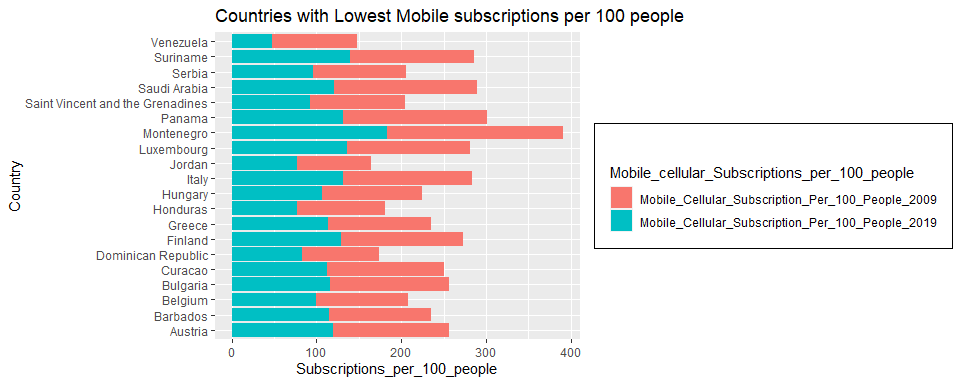 Countries with Lowest Mobile subscriptions per 100 people
Country
Venezuela
Suriname
Serbia
Saudi Arabia
Saint Vincent and the Grenadines
Panama
Montenegro
Luxembourg
Jordan
Italy
Hungary
Honduras
Greece
Finland
Dominican Republic
Curacao
Bulgaria
Belgium
Barbados
Austria
0 100 200 300 400
Subscriptions_per_100_people
Mobile_cellular_Subscriptions_per_100_people
Mobile_Cellular_Subscription_Per_100_People_2009
Mobile_Cellular_Subscription_Per_100_People_2019